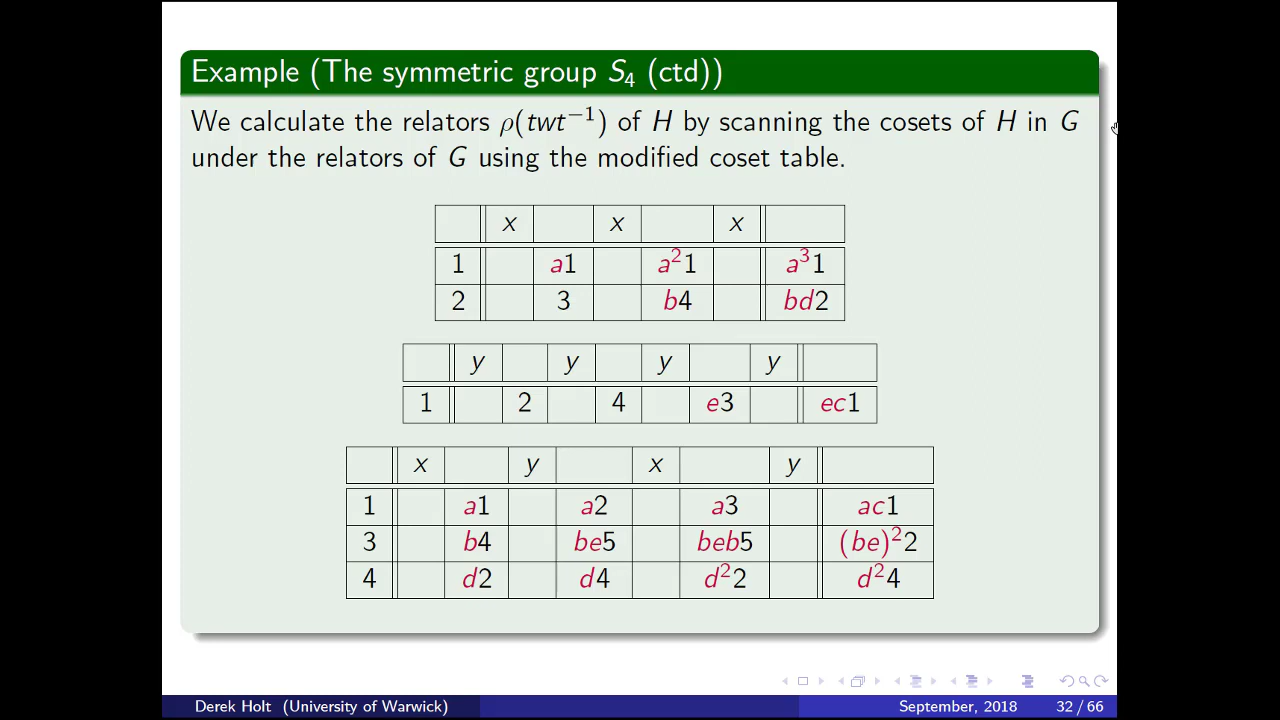 Example (The symmetric group S₄ (ctd))
We calculate the relators ρ(twt⁻¹) of H by scanning the cosets of H in G
under the relators of G using the modified coset table.
x x x
1 a1 a²1 a³1
2 3 b4 bd2
y y y y
1 2 4 e3 ec1
x y x y
1 a1 a2 a3 ac1
3 b4 be5 beb5 (be)²2
4 d2 d4 d²2 d²4
Derek Holt (University of Warwick) September, 2018 32 / 66